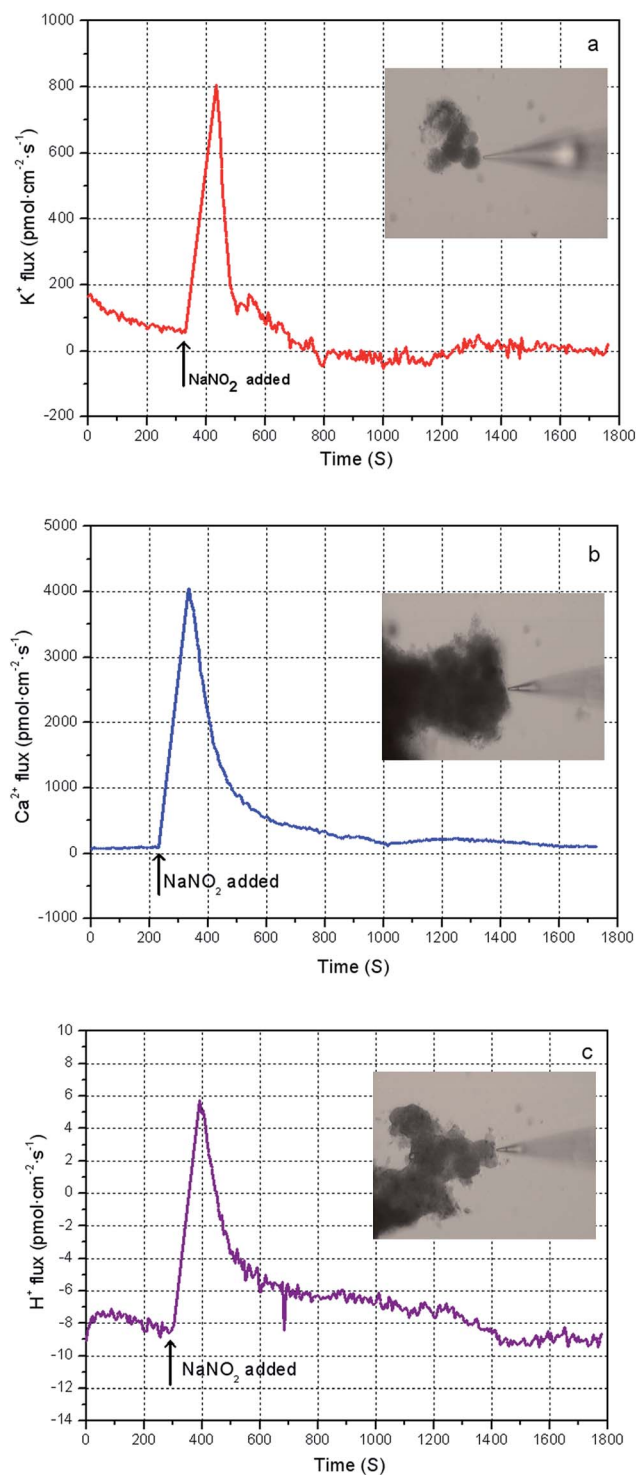 a
1000
800
600
400
200
0
-200
K⁺ flux (pmol·cm⁻²·s⁻¹)
NaNO₂ added
0 200 400 600 800 1000 1200 1400 1600 1800
Time (S)
b
5000
4000
3000
2000
1000
0
-1000
Ca²⁺ flux (pmol·cm⁻²·s⁻¹)
NaNO₂ added
0 200 400 600 800 1000 1200 1400 1600 1800
Time (S)
c
10
8
6
4
2
0
-2
-4
-6
-8
-10
-12
-14
H⁺ flux (pmol·cm⁻²·s⁻¹)
NaNO₂ added
0 200 400 600 800 1000 1200 1400 1600 1800
Time (S)